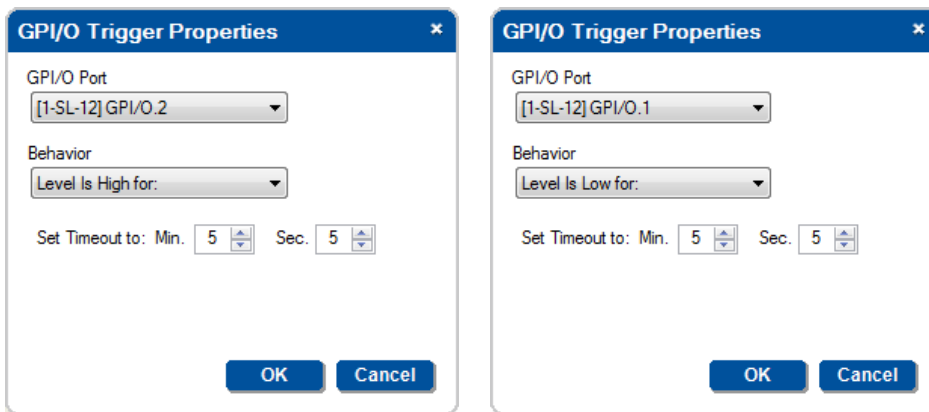 GPI/O Trigger Properties ×
GPI/O Port
[1-SL-12] GPI/O.2
Behavior
Level Is High for:
Set Timeout to: Min. 5 Sec. 5
OK Cancel
GPI/O Trigger Properties ×
GPI/O Port
[1-SL-12] GPI/O.1
Behavior
Level Is Low for:
Set Timeout to: Min. 5 Sec. 5
OK Cancel